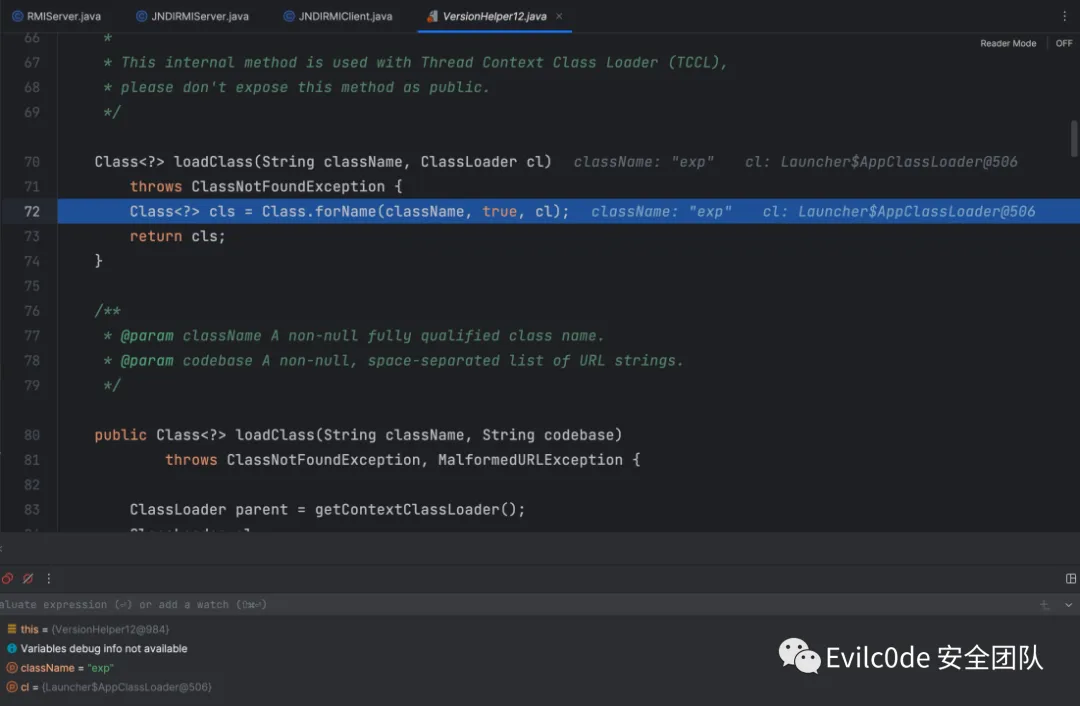 RMIServer.java JNDIRMIServer.java JNDIRMIClient.java VersionHelper12.java ×
Reader Mode OFF
66 *
67 * This internal method is used with Thread Context Class Loader (TCCL),
68 * please don't expose this method as public.
69 */
70 Class<?> loadClass(String className, ClassLoader cl) className: "exp" cl: Launcher$AppClassLoader@506
71 throws ClassNotFoundException {
72 Class<?> cls = Class.forName(className, true, cl); className: "exp" cl: Launcher$AppClassLoader@506
73 return cls;
74 }
75
76 /**
77 * @param className A non-null fully qualified class name.
78 * @param codebase A non-null, space-separated list of URL strings.
79 */
80 public Class<?> loadClass(String className, String codebase)
81 throws ClassNotFoundException, MalformedURLException {
82
83 ClassLoader parent = getContextClassLoader();
aluate expression (⏎) or add a watch (⇧⌘⏎)
this = {VersionHelper12@984}
Variables debug info not available
className = "exp"
cl = {Launcher$AppClassLoader@506}
Evilc0de 安全团队